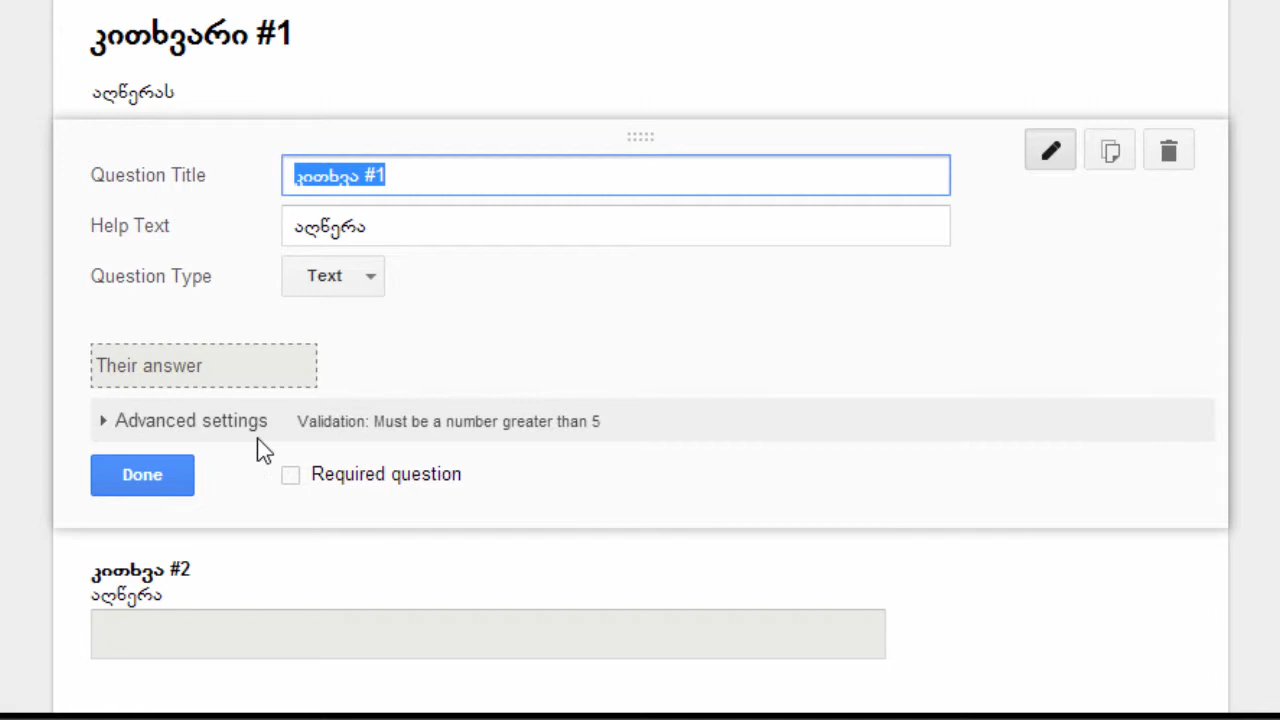 კითხვარი #1
აღწერას
Question Title კითხვა #1
Help Text აღწერა
Question Type Text
Their answer
Advanced settings Validation: Must be a number greater than 5
Done Required question
კითხვა #2
აღწერა